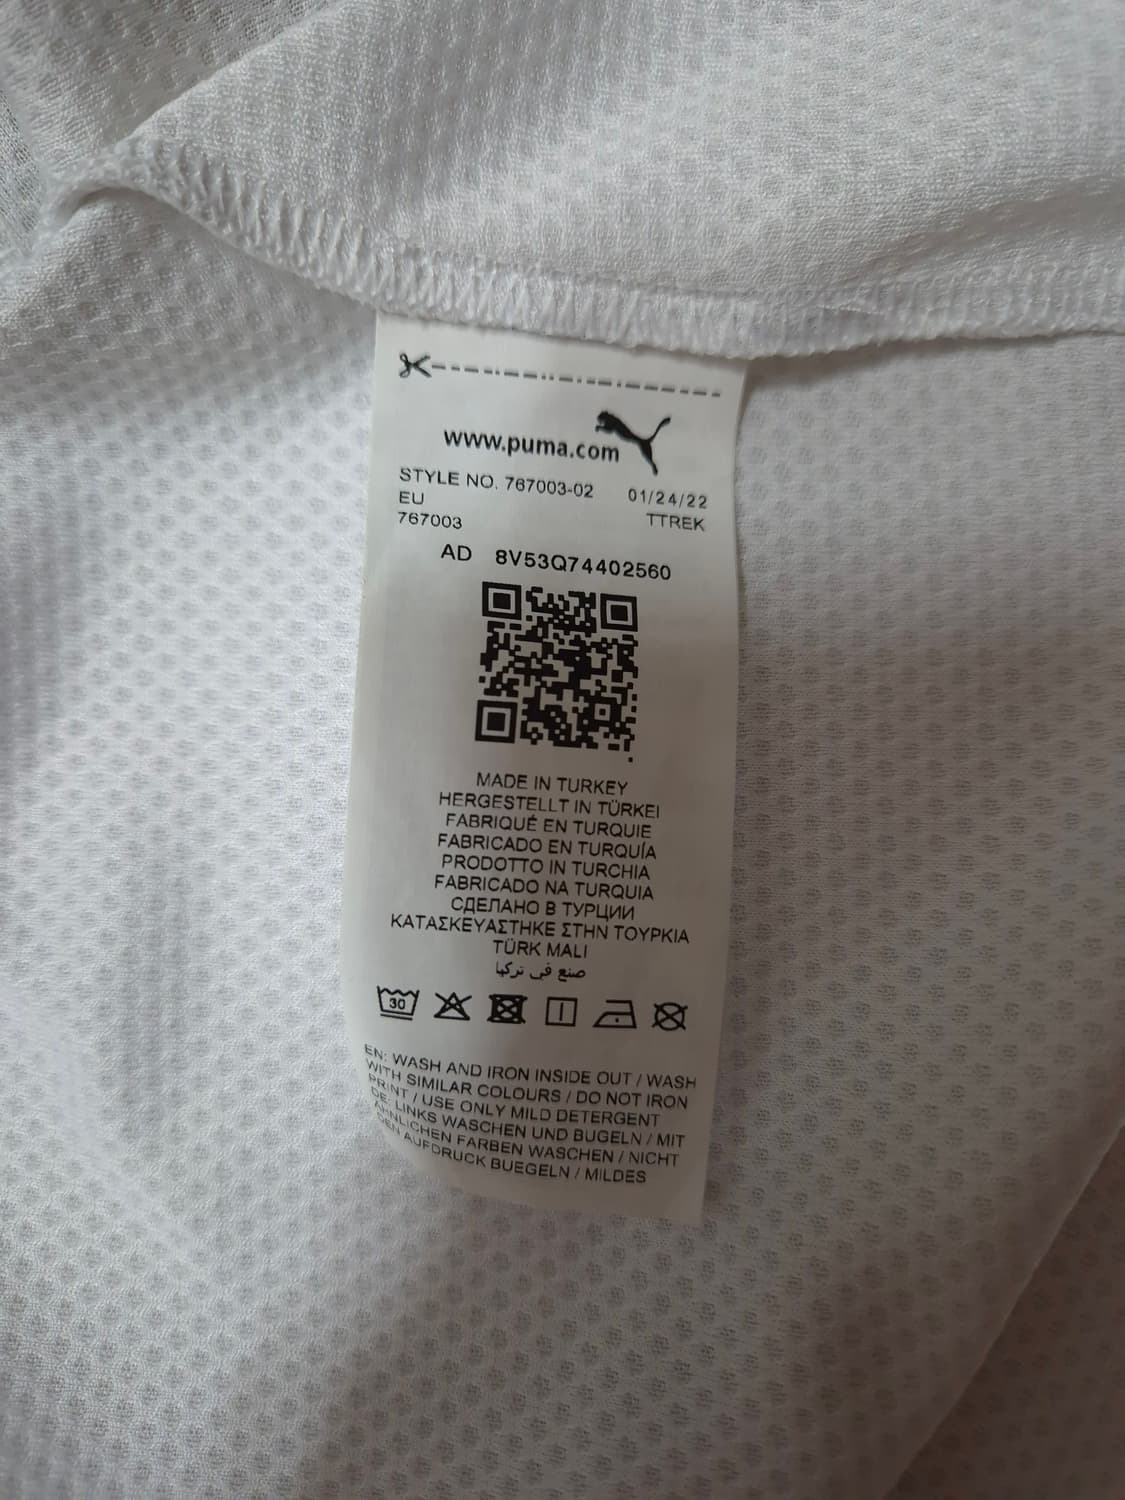 www.puma.com
STYLE NO. 767003-02 01/24/22
EU
767003 TTREK
AD 8V53Q74402560
MADE IN TURKEY
HERGESTELLT IN TÜRKEI
FABRIQUÉ EN TURQUIE
FABRICADO EN TURQUÍA
PRODOTTO IN TURCHIA
FABRICADO NA TURQUIA
СДЕЛАНО В ТУРЦИИ
ΚΑΤΑΣΚΕΥΑΣΤΗΚΕ ΣΤΗΝ ΤΟΥΡΚΙΑ
TÜRK MALI
صنع في تركيا
30
EN: WASH AND IRON INSIDE OUT / WASH
WITH SIMILAR COLOURS / DO NOT IRON
PRINT / USE ONLY MILD DETERGENT
DE: LINKS WASCHEN UND BUGELN / MIT
ÄHNLICHEN FARBEN WASCHEN / NICHT
DEN AUFDRUCK BUEGELN / MILDES